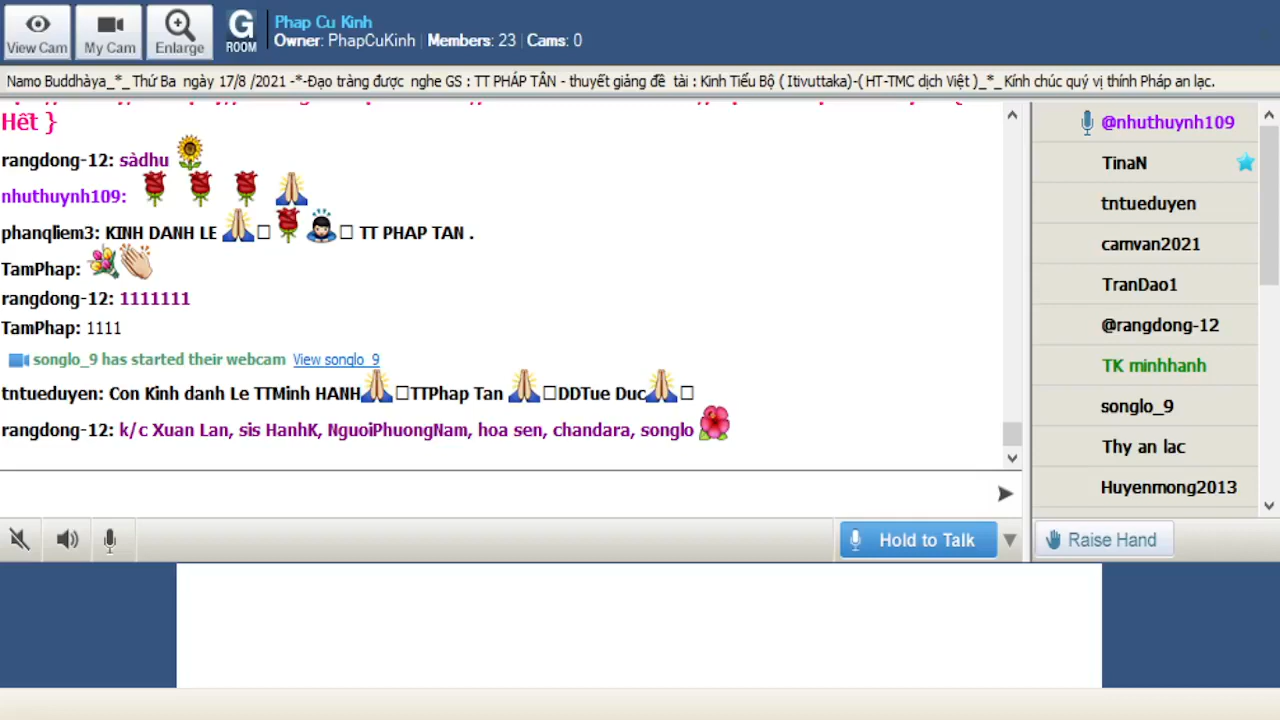 View Cam
My Cam
Enlarge
G ROOM
Phap Cu Kinh
Owner: PhapCuKinh Members: 23 Cams: 0
Namo Buddhàya_*_Thứ Ba ngày 17/8 /2021 -*-Đạo tràng được nghe GS : TT PHÁP TÂN - thuyết giảng đề tài : Kinh Tiểu Bộ ( Itivuttaka)-( HT-TMC dịch Việt )_*_ Kính chúc quý vị thính Pháp an lạc.
Hết }
rangdong-12: sàdhu
nhuthuynh109:
phanqliem3: KINH DANH LE TT PHAP TAN .
TamPhap:
rangdong-12: 1111111
TamPhap: 1111
songlo_9 has started their webcam View songlo_9
tntueduyen: Con Kinh danh Le TTMinh HANH TTPhap Tan DDTue Duc
rangdong-12: k/c Xuan Lan, sis HanhK, NguoiPhuongNam, hoa sen, chandara, songlo
@nhuthuynh109
TinaN
tntueduyen
camvan2021
TranDao1
@rangdong-12
TK minhhanh
songlo_9
Thy an lac
Huyenmong2013
Hold to Talk
Raise Hand